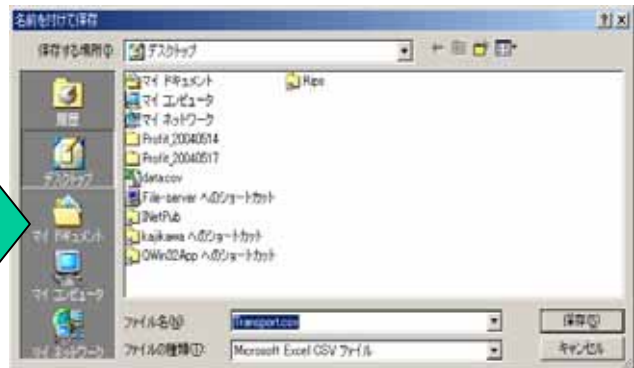 名前を付けて保存
保存する場所(I): デスクトップ
履歴
デスクトップ
マイ ドキュメント
マイ コンピュータ
マイ ネットワーク
マイ ドキュメント
マイ コンピュータ
マイ ネットワーク
Profit_20040514
Profit_20040517
data.csv
File-server へのショートカット
INetPub
kajikawa へのショートカット
QWin32App へのショートカット
ファイル名(N): transport.csv
保存(S)
ファイルの種類(T): Microsoft Excel CSV ファイル
キャンセル